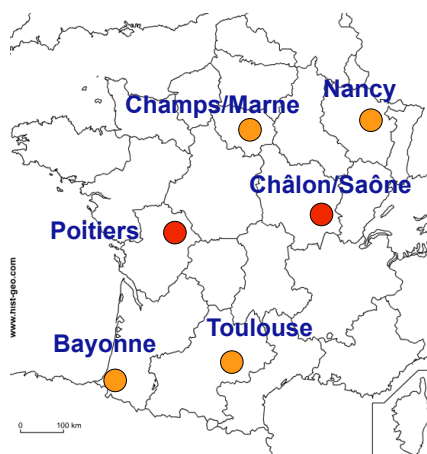 Nancy
Champs/Marne
Châlon/Saône
Poitiers
Toulouse
Bayonne
www.hist-geo.com
0 100 km